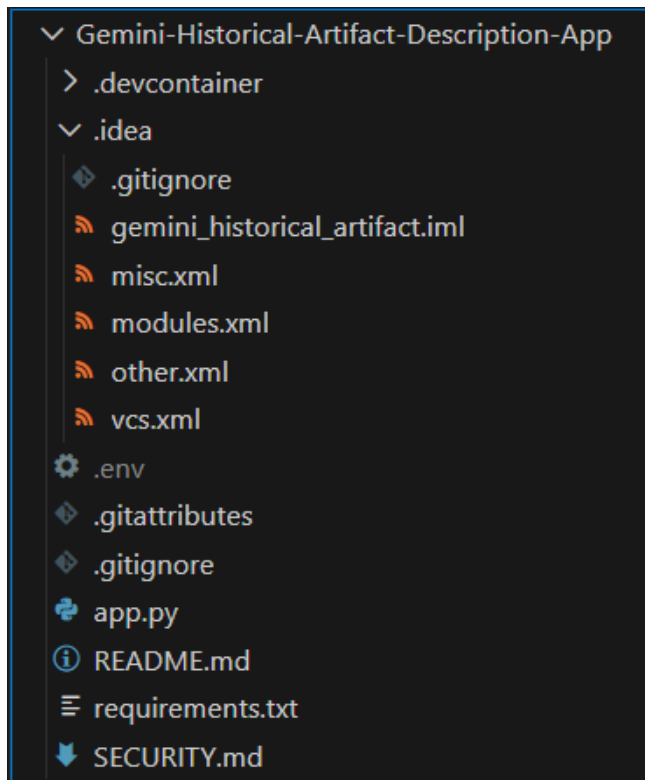 Gemini-Historical-Artifact-Description-App
.devcontainer
.idea
.gitignore
gemini_historical_artifact.iml
misc.xml
modules.xml
other.xml
vcs.xml
.env
.gitattributes
.gitignore
app.py
README.md
requirements.txt
SECURITY.md